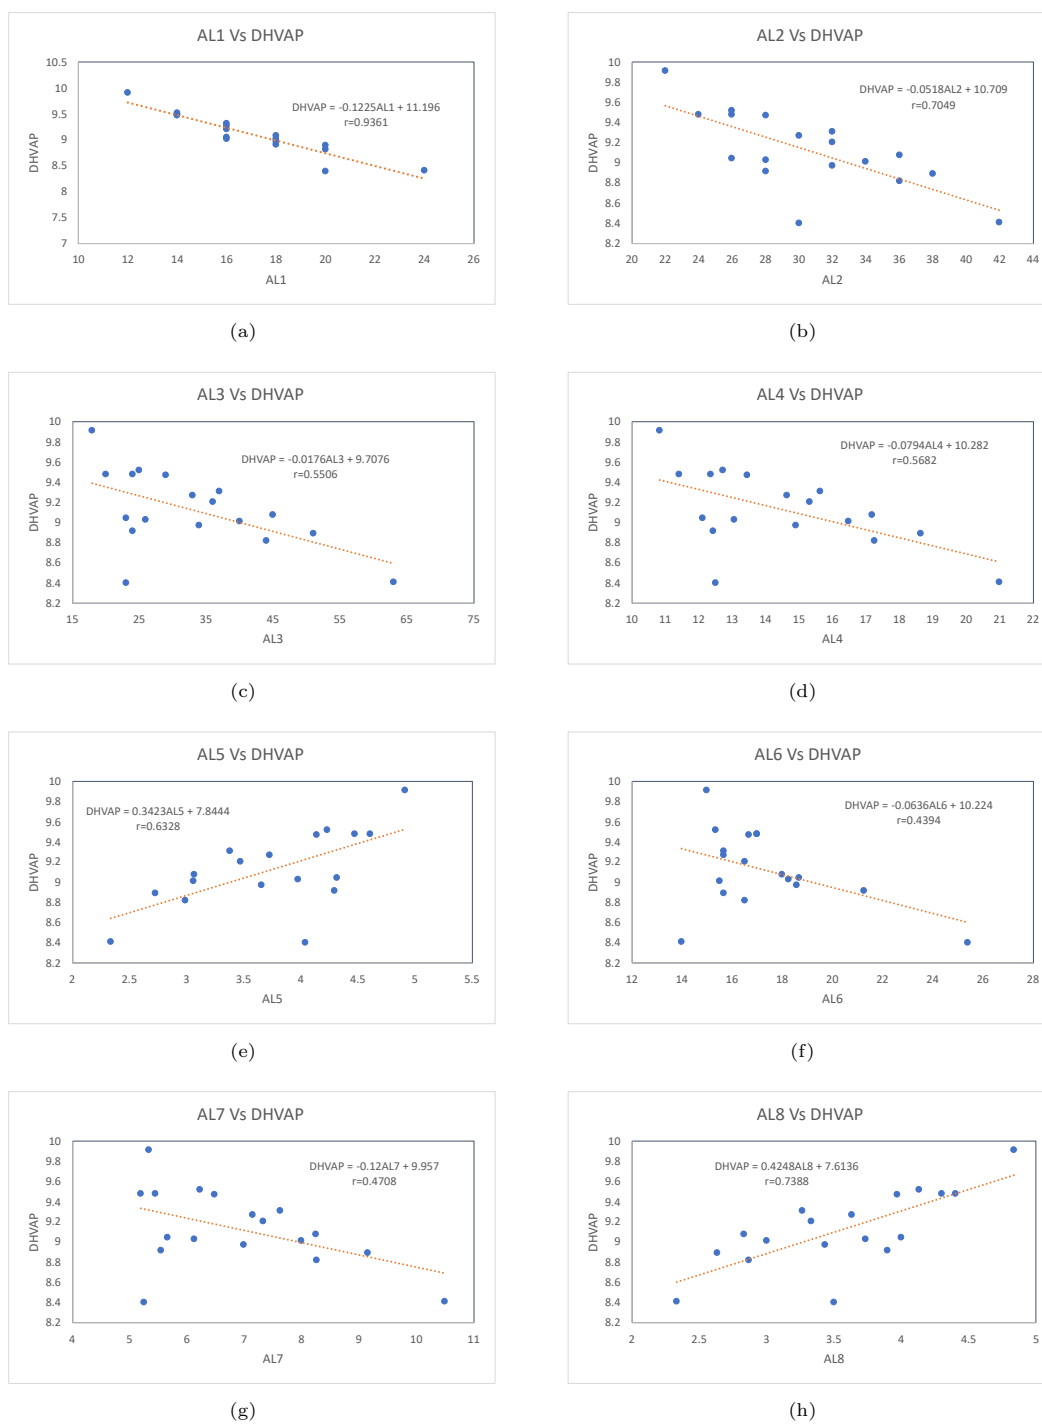 AL1 Vs DHVAP
10.5
10
9.5
9
8.5
8
7.5
7
DHVAP
DHVAP = -0.1225AL1 + 11.196
r=0.9361
10 12 14 16 18 20 22 24 26
AL1
(a)
AL2 Vs DHVAP
10
9.8
9.6
9.4
9.2
9
8.8
8.6
8.4
8.2
DHVAP
DHVAP = -0.0518AL2 + 10.709
r=0.7049
20 22 24 26 28 30 32 34 36 38 40 42 44
AL2
(b)
AL3 Vs DHVAP
10
9.8
9.6
9.4
9.2
9
8.8
8.6
8.4
8.2
DHVAP
DHVAP = -0.0176AL3 + 9.7076
r=0.5506
15 25 35 45 55 65 75
AL3
(c)
AL4 Vs DHVAP
10
9.8
9.6
9.4
9.2
9
8.8
8.6
8.4
8.2
DHVAP
DHVAP = -0.0794AL4 + 10.282
r=0.5682
10 11 12 13 14 15 16 17 18 19 20 21 22
AL4
(d)
AL5 Vs DHVAP
10
9.8
9.6
9.4
9.2
9
8.8
8.6
8.4
8.2
DHVAP
DHVAP = 0.3423AL5 + 7.8444
r=0.6328
2 2.5 3 3.5 4 4.5 5 5.5
AL5
(e)
AL6 Vs DHVAP
10
9.8
9.6
9.4
9.2
9
8.8
8.6
8.4
8.2
DHVAP
DHVAP = -0.0636AL6 + 10.224
r=0.4394
12 14 16 18 20 22 24 26 28
AL6
(f)
AL7 Vs DHVAP
10
9.8
9.6
9.4
9.2
9
8.8
8.6
8.4
8.2
DHVAP
DHVAP = -0.12AL7 + 9.957
r=0.4708
4 5 6 7 8 9 10 11
AL7
(g)
AL8 Vs DHVAP
10
9.8
9.6
9.4
9.2
9
8.8
8.6
8.4
8.2
DHVAP
DHVAP = 0.4248AL8 + 7.6136
r=0.7388
2 2.5 3 3.5 4 4.5 5
AL8
(h)